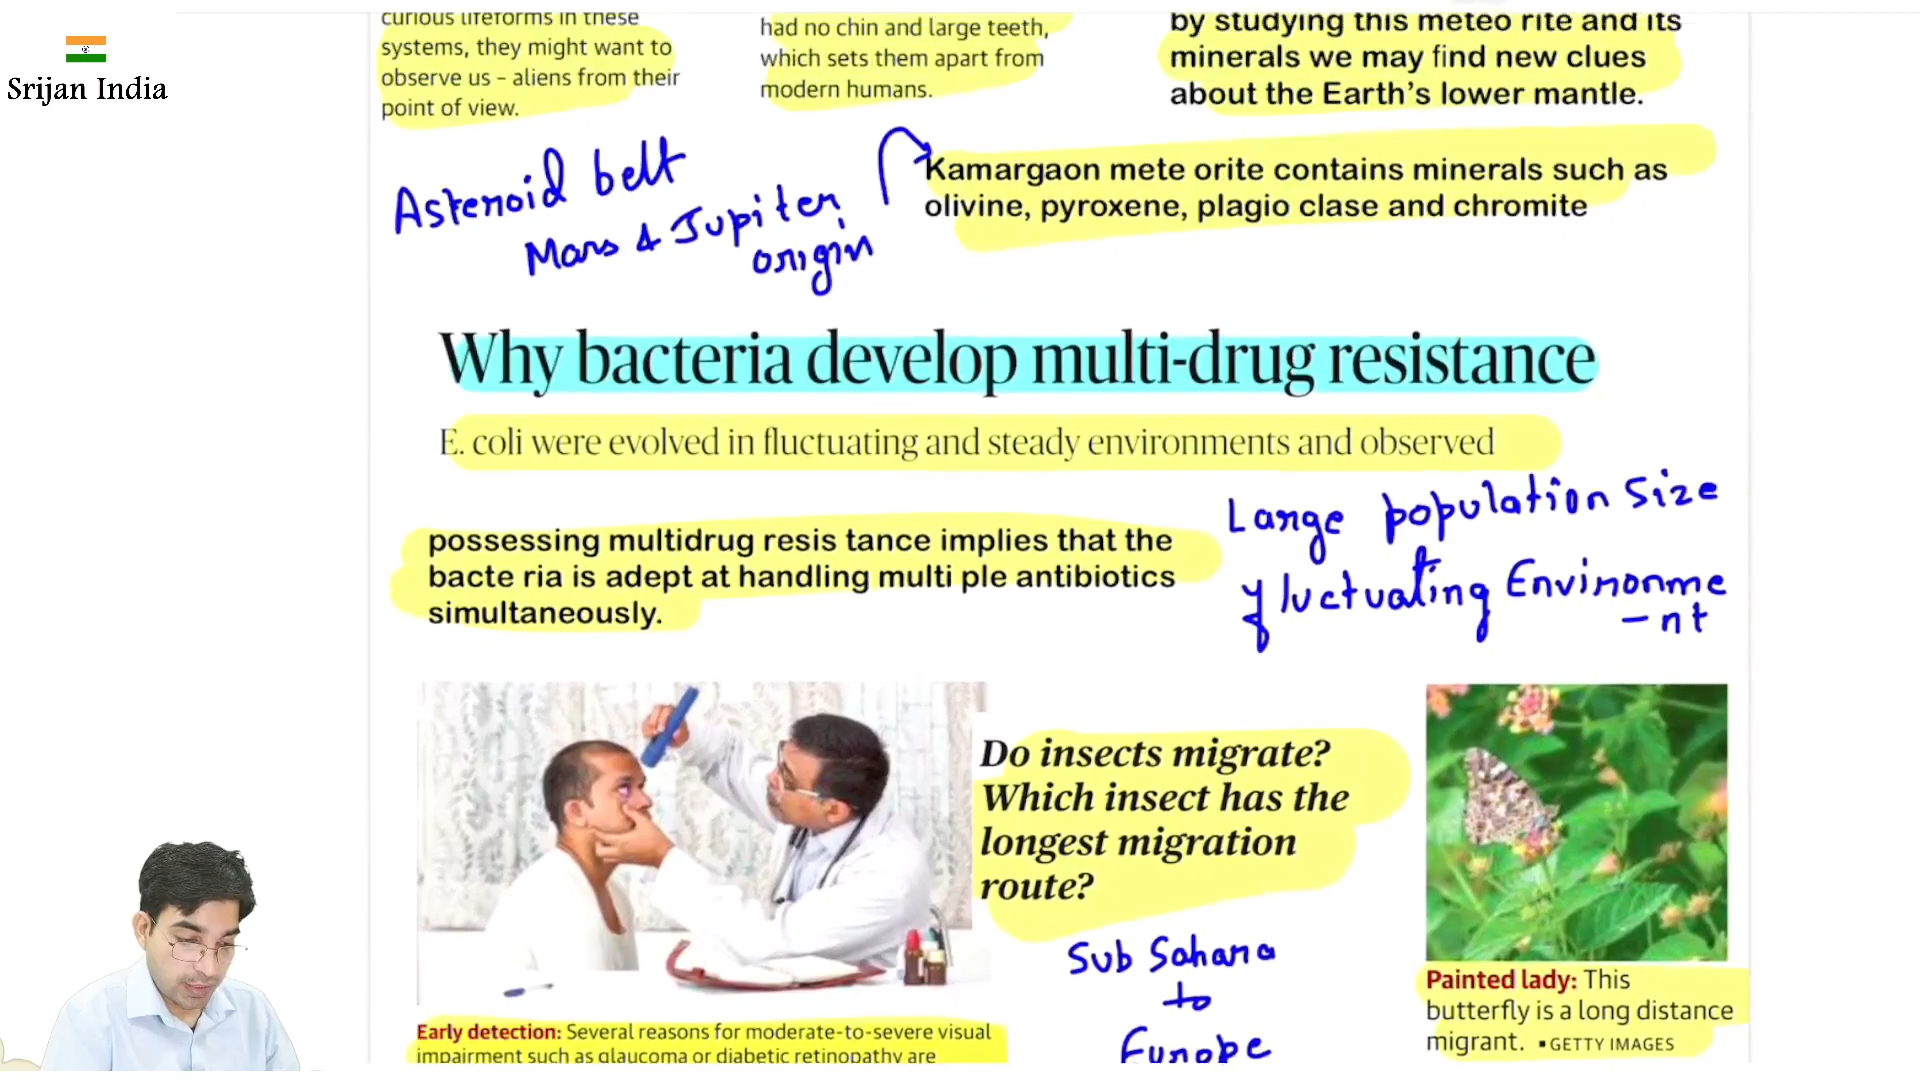 Srijan India
curious lifeforms in these
systems, they might want to
observe us – aliens from their
point of view.
had no chin and large teeth,
which sets them apart from
modern humans.
by studying this meteo rite and its
minerals we may find new clues
about the Earth's lower mantle.
Asteroid belt
Mars & Jupiter
origin
Kamargaon mete orite contains minerals such as
olivine, pyroxene, plagio clase and chromite
Why bacteria develop multi-drug resistance
E. coli were evolved in fluctuating and steady environments and observed
possessing multidrug resis tance implies that the
bacte ria is adept at handling multi ple antibiotics
simultaneously.
Large population size
fluctuating Environme
-nt
Do insects migrate?
Which insect has the
longest migration
route?
Sub Sahara
to
Europe
Painted lady: This
butterfly is a long distance
migrant. ▪ GETTY IMAGES
Early detection: Several reasons for moderate-to-severe visual
impairment such as glaucoma or diabetic retinopathy are